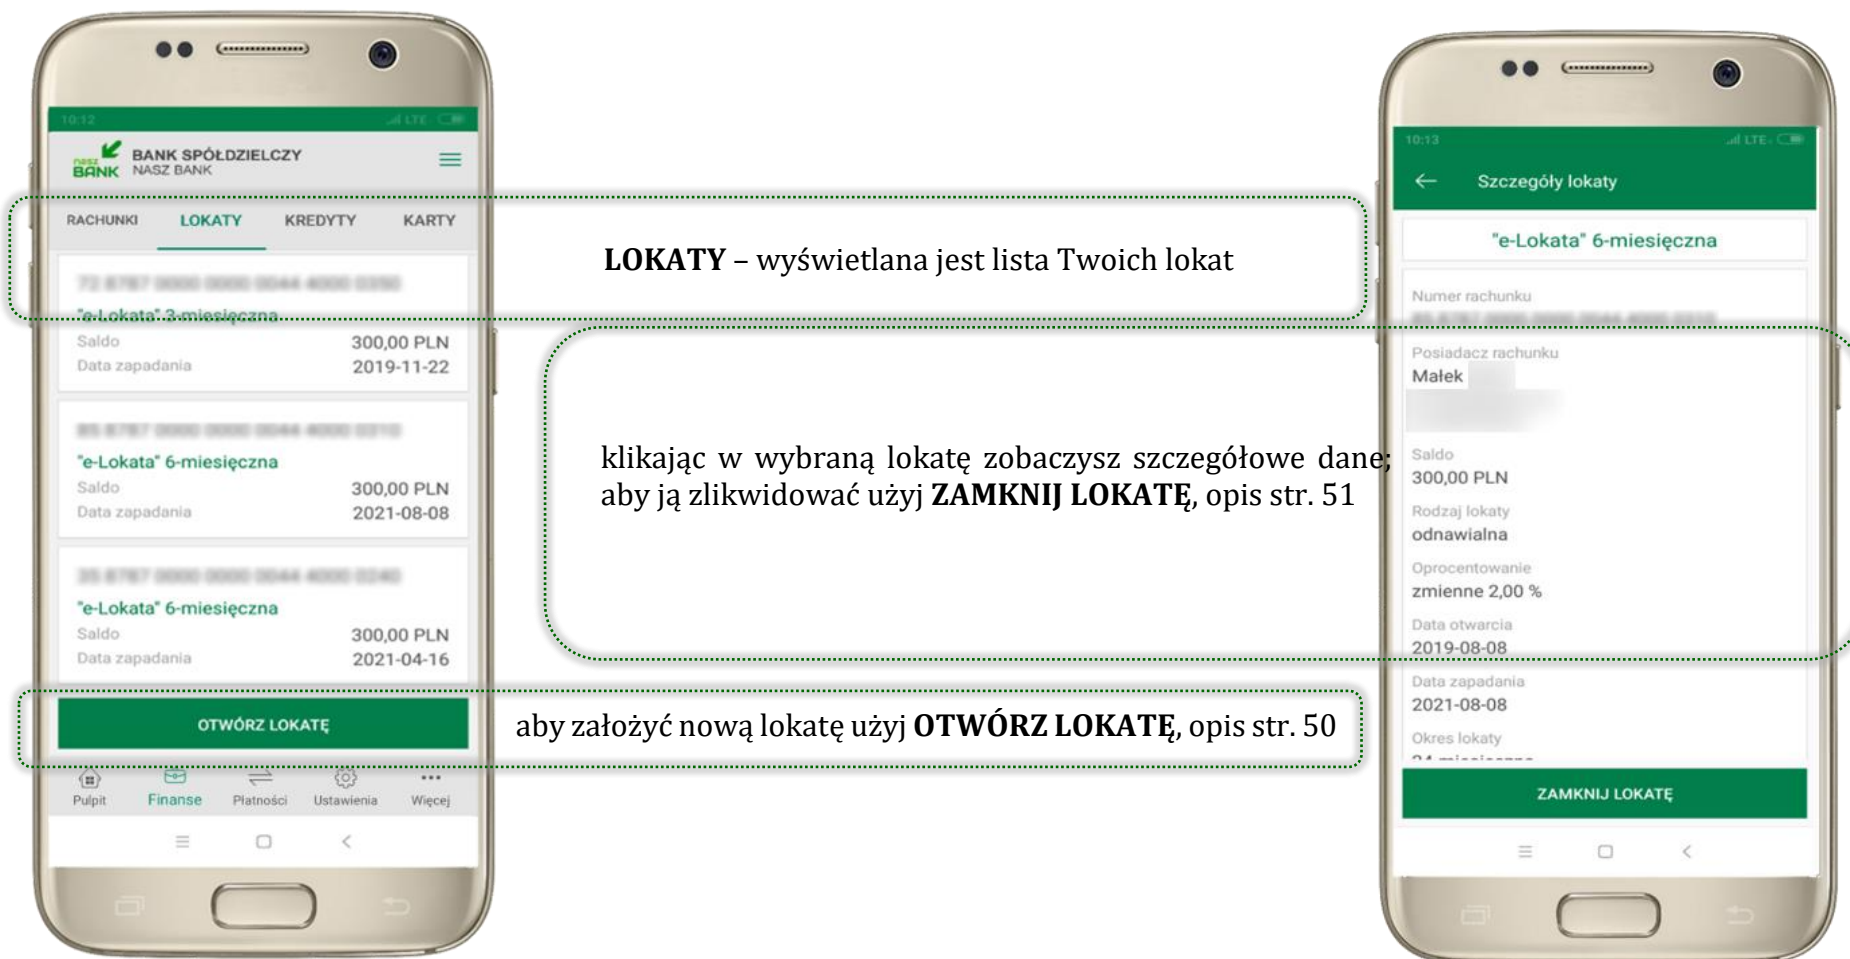 10:12
LTE
nasz
BANK
BANK SPÓŁDZIELCZY
NASZ BANK
RACHUNKI LOKATY KREDYTY KARTY
"e-Lokata" 3-miesięczna
Saldo 300,00 PLN
Data zapadania 2019-11-22
"e-Lokata" 6-miesięczna
Saldo 300,00 PLN
Data zapadania 2021-08-08
"e-Lokata" 6-miesięczna
Saldo 300,00 PLN
Data zapadania 2021-04-16
OTWÓRZ LOKATĘ
Pulpit Finanse Płatności Ustawienia Więcej
LOKATY – wyświetlana jest lista Twoich lokat
klikając w wybraną lokatę zobaczysz szczegółowe dane;
aby ją zlikwidować użyj ZAMKNIJ LOKATĘ, opis str. 51
aby założyć nową lokatę użyj OTWÓRZ LOKATĘ, opis str. 50
10:13
LTE
Szczegóły lokaty
"e-Lokata" 6-miesięczna
Numer rachunku
Posiadacz rachunku
Małek
Saldo
300,00 PLN
Rodzaj lokaty
odnawialna
Oprocentowanie
zmienne 2,00 %
Data otwarcia
2019-08-08
Data zapadania
2021-08-08
Okres lokaty
ZAMKNIJ LOKATĘ